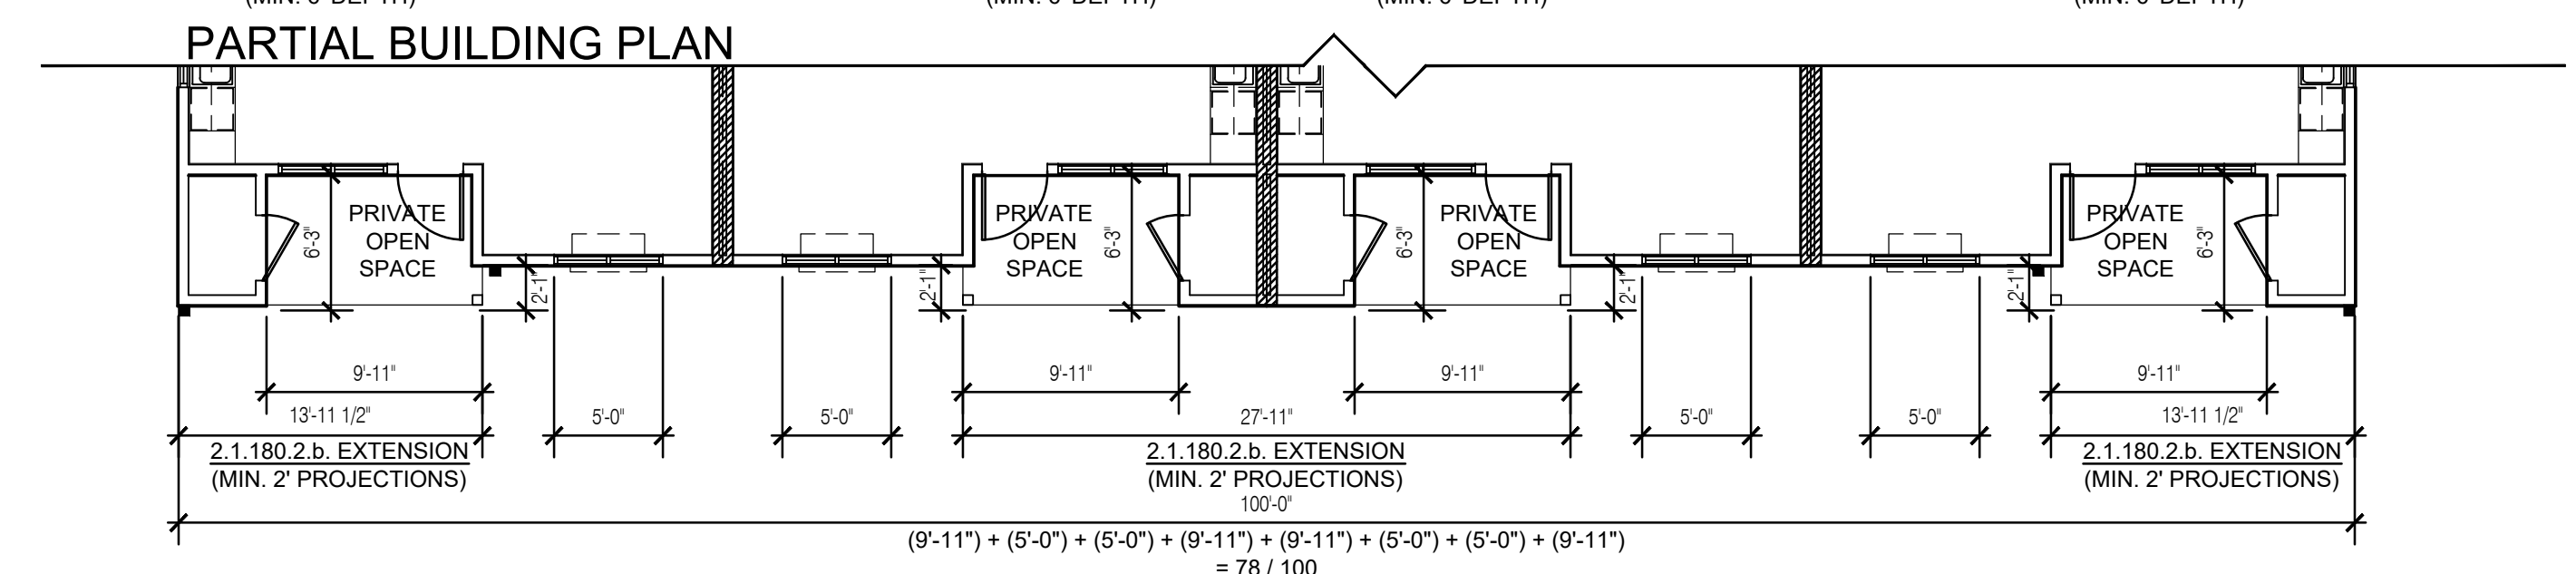 PARTIAL BUILDING PLAN
PRIVATE OPEN SPACE
6'-3"
2'-1"
2'-1"
PRIVATE OPEN SPACE
6'-3"
6'-3"
PRIVATE OPEN SPACE
2'-1"
2'-1"
PRIVATE OPEN SPACE
6'-3"
9'-11" 9'-11" 9'-11" 9'-11"
13'-11 1/2" 5'-0" 5'-0" 27'-11" 5'-0" 5'-0" 13'-11 1/2"
2.1.180.2.b. EXTENSION 2.1.180.2.b. EXTENSION 2.1.180.2.b. EXTENSION
(MIN. 2' PROJECTIONS) (MIN. 2' PROJECTIONS) (MIN. 2' PROJECTIONS)
100'-0"
(9'-11") + (5'-0") + (5'-0") + (9'-11") + (9'-11") + (5'-0") + (5'-0") + (9'-11")
= 78 / 100